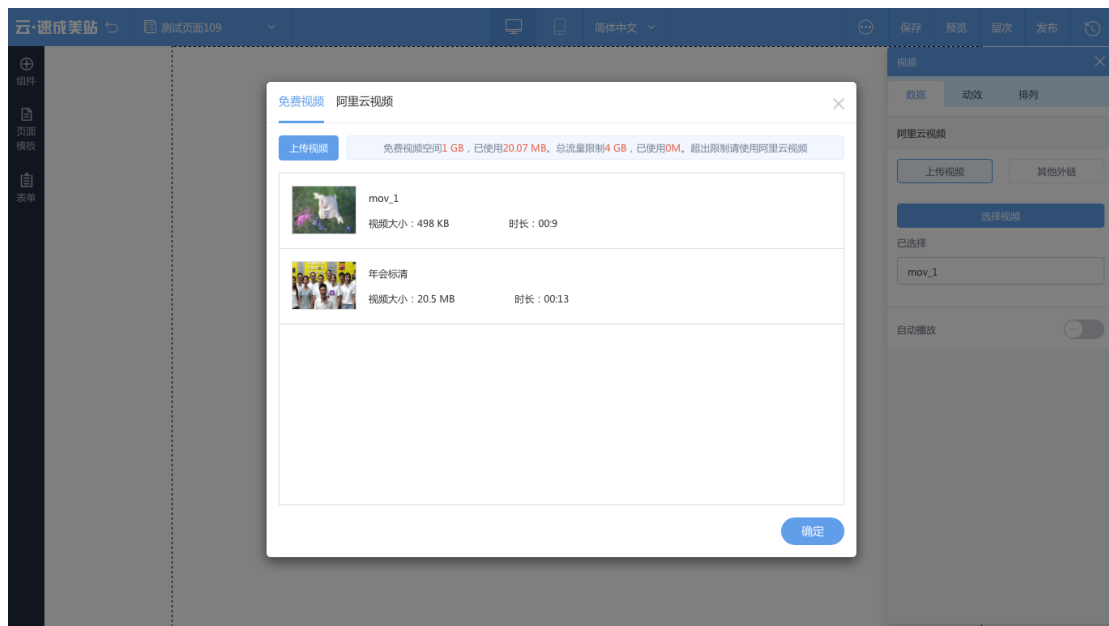 云·速成美站
测试页面109
简体中文
保存
预览
层次
发布
组件
页面
模板
表单
免费视频
阿里云视频
上传视频
免费视频空间1 GB，已使用20.07 MB。总流量限制4 GB，已使用0M。超出限制请使用阿里云视频
mov_1
视频大小：498 KB
时长：00:9
年会标清
视频大小：20.5 MB
时长：00:13
确定
视频
数据
动效
排列
阿里云视频
上传视频
其他外链
选择视频
已选择
mov_1
自动播放